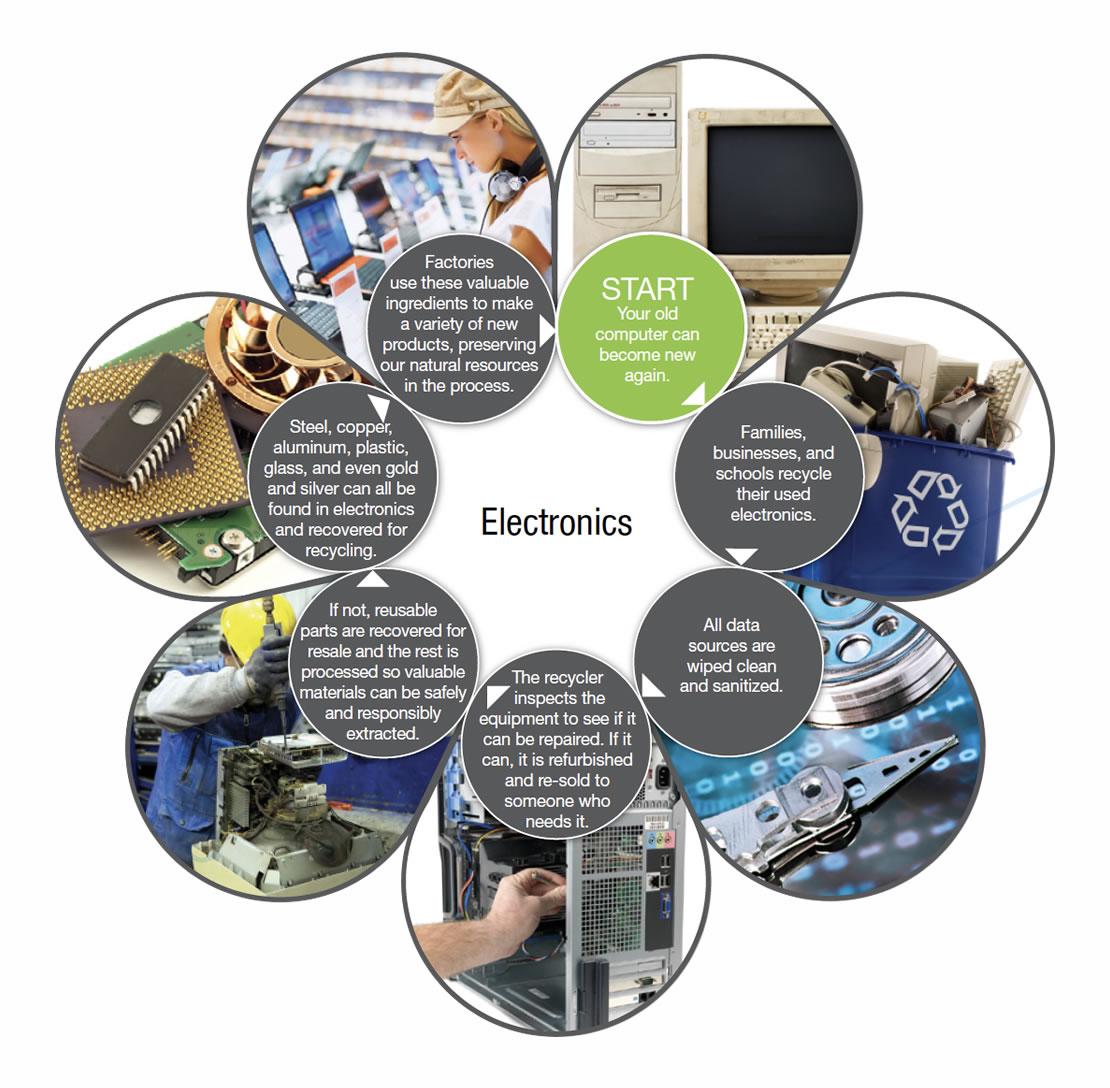 Electronics
START
Your old
computer can
become new
again.
Families,
businesses, and
schools recycle
their used
electronics.
All data
sources are
wiped clean
and sanitized.
The recycler
inspects the
equipment to see if it
can be repaired. If it
can, it is refurbished
and re-sold to
someone who
needs it.
If not, reusable
parts are recovered for
resale and the rest is
processed so valuable
materials can be safely
and responsibly
extracted.
Steel, copper,
aluminum, plastic,
glass, and even gold
and silver can all be
found in electronics
and recovered for
recycling.
Factories
use these valuable
ingredients to make
a variety of new
products, preserving
our natural resources
in the process.